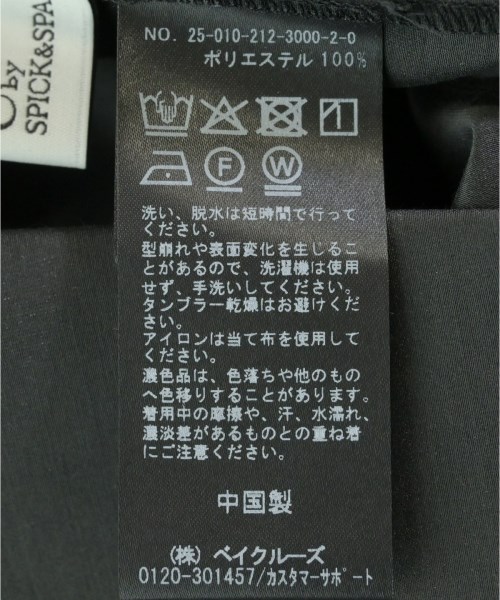 by
SPICK&SPA
NO. 25-010-212-3000-2-0
ポリエステル 100%
F
W
洗い、脱水は短時間で行って
ください。
型崩れや表面変化を生じるこ
とがあるので、洗濯機は使用
せず、手洗いしてください。
タンブラー乾燥はお避けくだ
さい。
アイロンは当て布を使用して
ください。
濃色品は、色落ちや他のもの
へ色移りすることがあります。
着用中の摩擦や、汗、水濡れ、
濃淡差があるものとの重ね着
にご注意ください。
中国製
(株) ベイクルーズ
0120-301457/カスタマーサポート